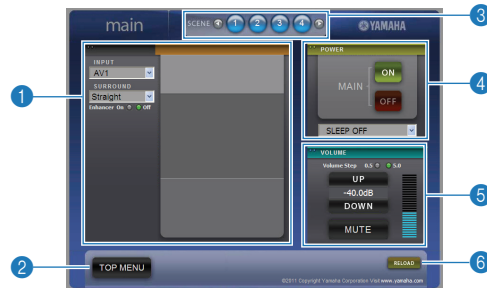 main
SCENE 1 2 3 4
YAMAHA
3
1
INPUT
AV1
SURROUND
Straight
Enhancer On Off
POWER
MAIN
ON
OFF
SLEEP OFF
4
VOLUME
Volume Step 0.5 5.0
UP
-40.0dB
DOWN
MUTE
5
2
TOP MENU
RELOAD
6
©2011 Copyright Yamaha Corporation Visit www.yamaha.com